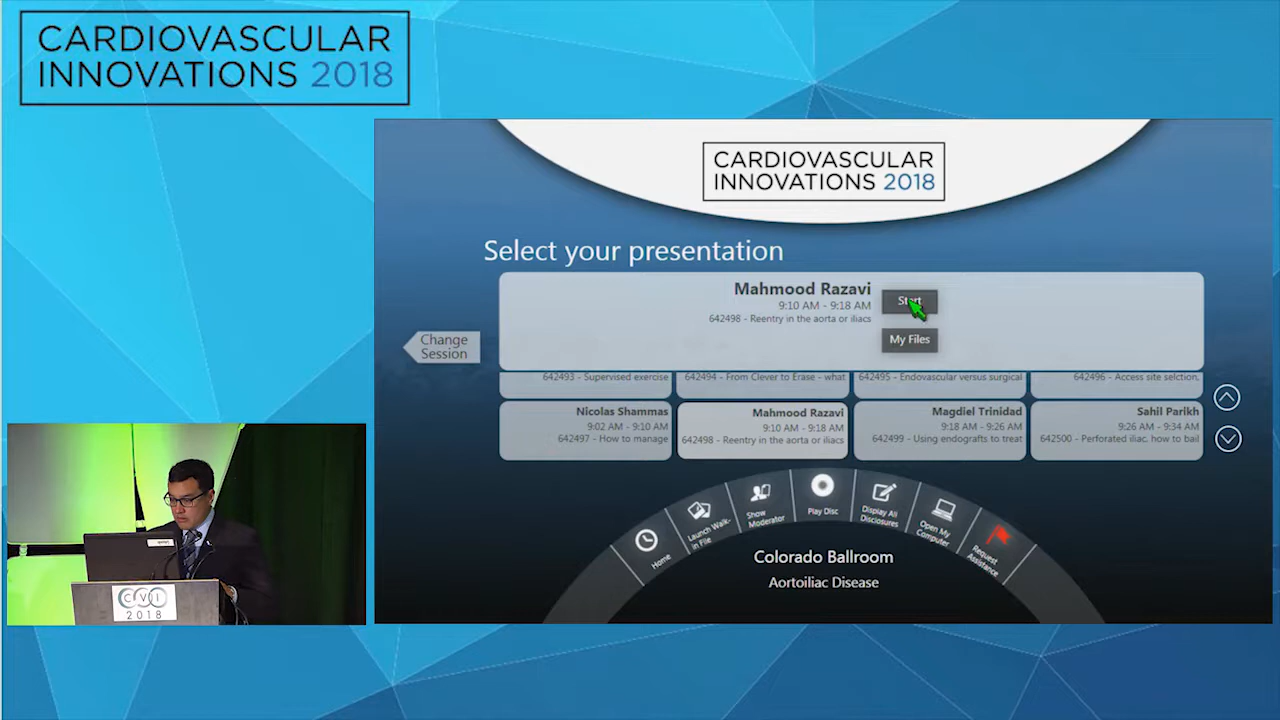 CARDIOVASCULAR
INNOVATIONS 2018
CARDIOVASCULAR
INNOVATIONS 2018
Select your presentation
Mahmood Razavi
9:10 AM - 9:18 AM
642498 - Reentry in the aorta or iliacs
Start
My Files
Change
Session
642493 - Supervised exercise
642494 - From Clever to Erase - what
642495 - Endovascular versus surgical
642496 - Access site selction,
Nicolas Shammas
9:02 AM - 9:10 AM
642497 - How to manage
Mahmood Razavi
9:10 AM - 9:18 AM
642498 - Reentry in the aorta or iliacs
Magdiel Trinidad
9:18 AM - 9:26 AM
642499 - Using endografts to treat
Sahil Parikh
9:26 AM - 9:34 AM
642500 - Perforated iliac, how to bail
Home
Launch Walk-
in File
Show
Moderator
Play Disc
Display All
Disclosures
Open My
Computer
Request
Assistance
Colorado Ballroom
Aortoiliac Disease
CVI
2018